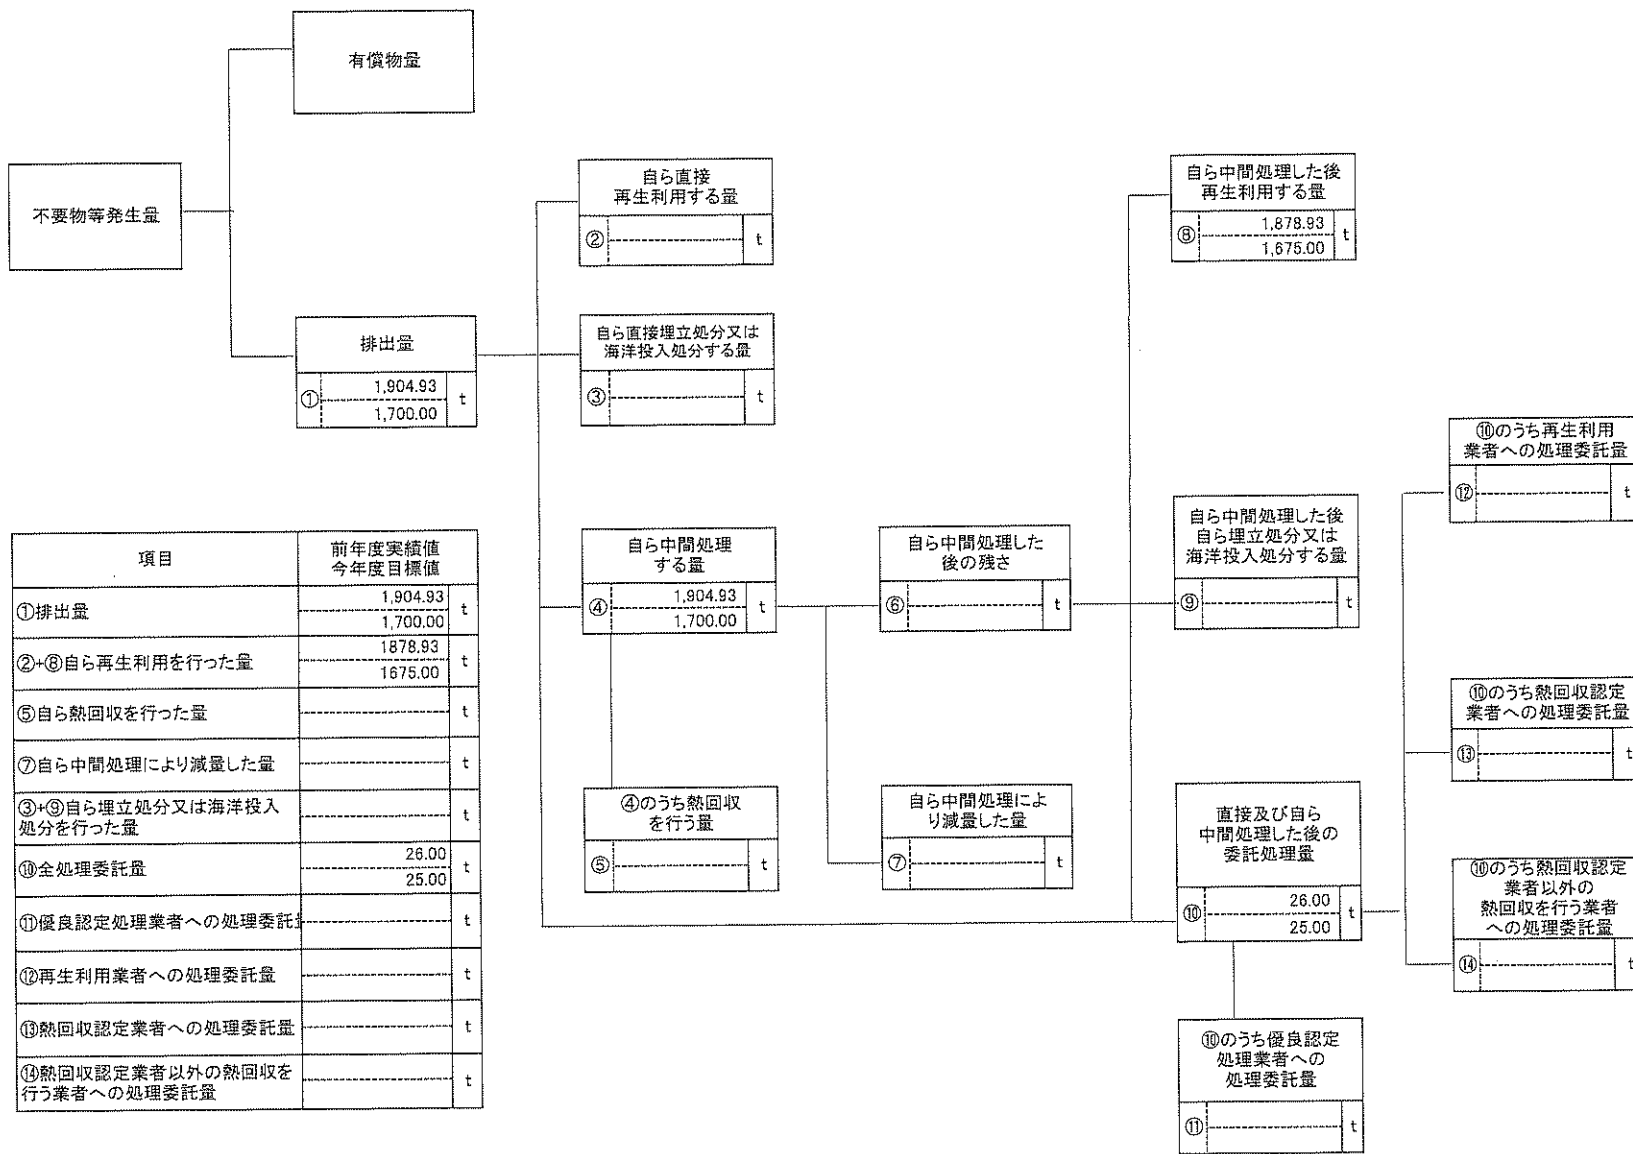 有償物量
不要物等発生量
排出量
①
1,904.93
1,700.00
t
自ら直接
再生利用する量
②
t
自ら直接埋立処分又は
海洋投入処分する量
③
t
自ら中間処理
する量
④
1,904.93
1,700.00
t
④のうち熱回収
を行う量
⑤
t
自ら中間処理した
後の残さ
⑥
t
自ら中間処理によ
り減量した量
⑦
t
自ら中間処理した後
再生利用する量
⑧
1,878.93
1,675.00
t
自ら中間処理した後
自ら埋立処分又は
海洋投入処分する量
⑨
t
直接及び自ら
中間処理した後の
委託処理量
⑩
26.00
25.00
t
⑩のうち優良認定
処理業者への
処理委託量
⑪
t
⑩のうち再生利用
業者への処理委託量
⑫
t
⑩のうち熱回収認定
業者への処理委託量
⑬
t
⑩のうち熱回収認定
業者以外の
熱回収を行う業者
への処理委託量
⑭
t
項目
前年度実績値
今年度目標値
①排出量
1,904.93
1,700.00
t
②+⑧自ら再生利用を行った量
1878.93
1675.00
t
⑤自ら熱回収を行った量
t
⑦自ら中間処理により減量した量
t
③+⑨自ら埋立処分又は海洋投入
処分を行った量
t
⑩全処理委託量
26.00
25.00
t
⑪優良認定処理業者への処理委託
t
⑫再生利用業者への処理委託量
t
⑬熱回収認定業者への処理委託量
t
⑭熱回収認定業者以外の熱回収を
行う業者への処理委託量
t